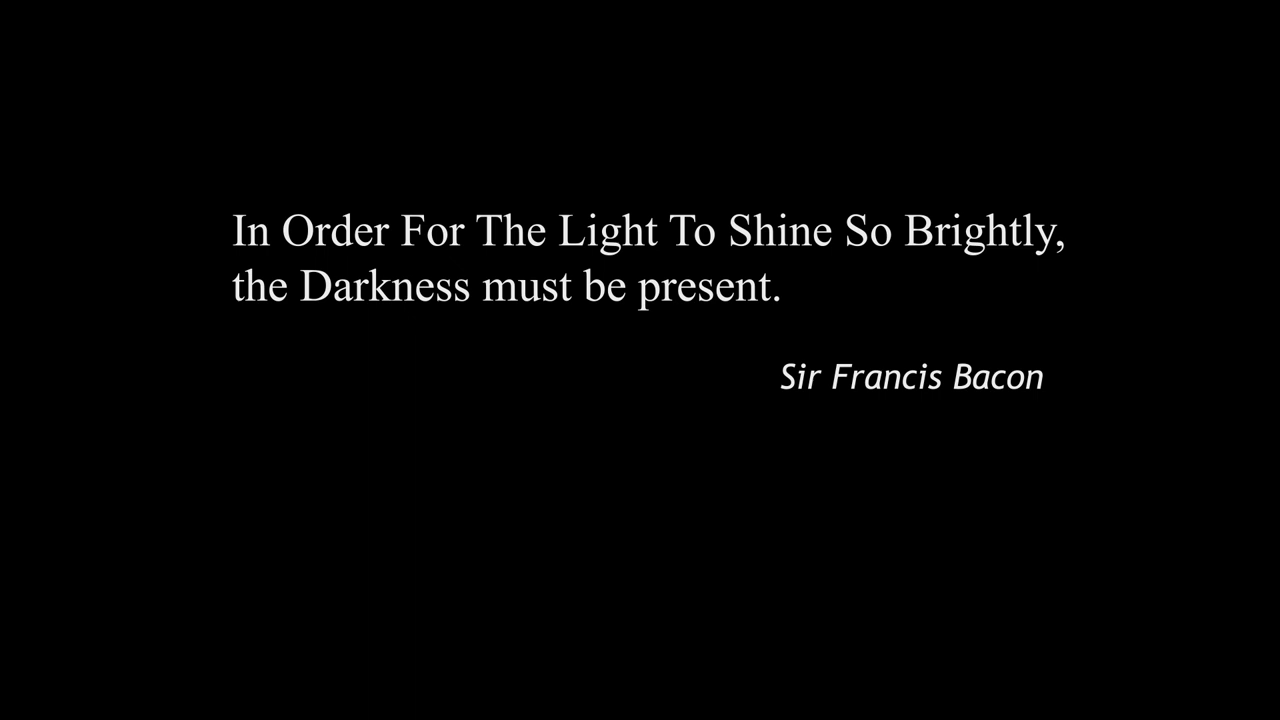 In Order For The Light To Shine So Brightly,
the Darkness must be present.
Sir Francis Bacon